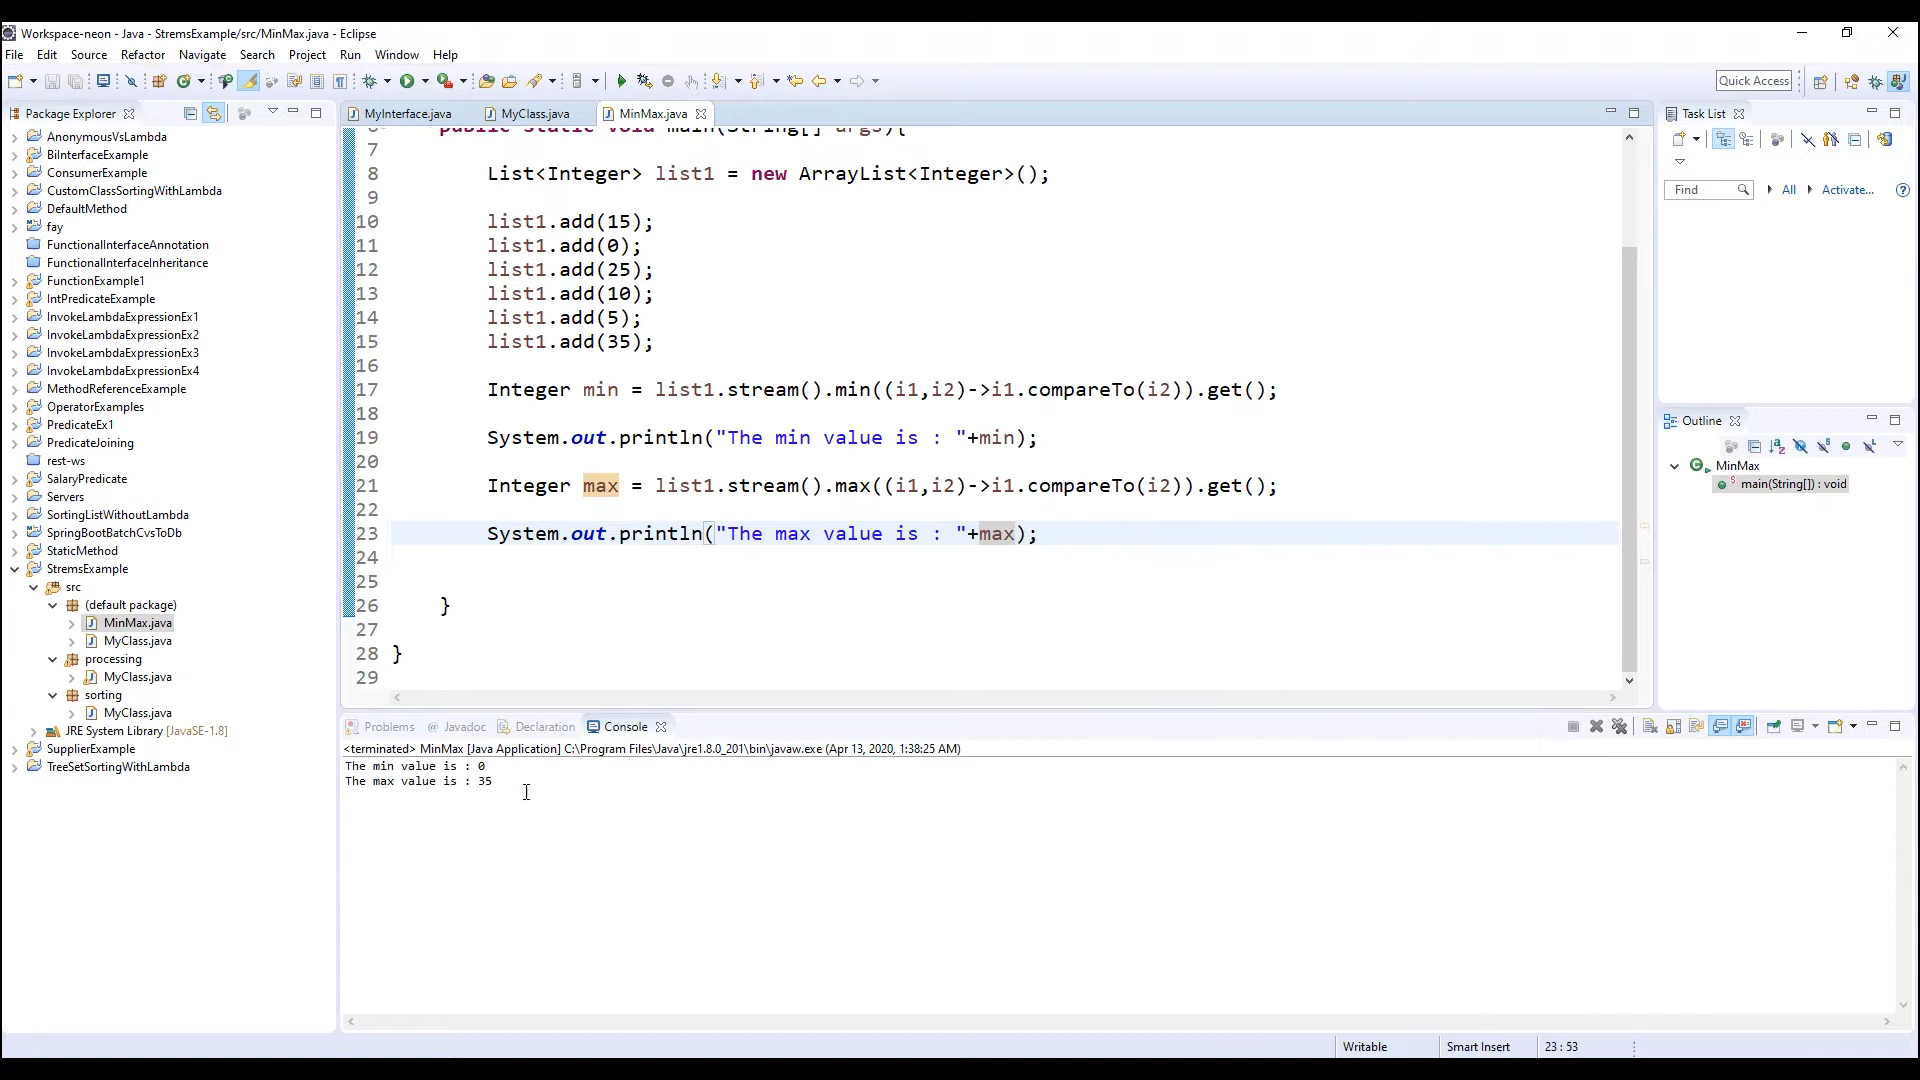 Workspace-neon - Java - StremsExample/src/MinMax.java - Eclipse
File Edit Source Refactor Navigate Search Project Run Window Help
Quick Access
Package Explorer
AnonymousVsLambda
BiInterfaceExample
ConsumerExample
CustomClassSortingWithLambda
DefaultMethod
fay
FunctionalInterfaceAnnotation
FunctionalInterfaceInheritance
FunctionExample1
IntPredicateExample
InvokeLambdaExpressionEx1
InvokeLambdaExpressionEx2
InvokeLambdaExpressionEx3
InvokeLambdaExpressionEx4
MethodReferenceExample
OperatorExamples
PredicateEx1
PredicateJoining
rest-ws
SalaryPredicate
Servers
SortingListWithoutLambda
SpringBootBatchCvsToDb
StaticMethod
StremsExample
src
(default package)
MinMax.java
MyClass.java
processing
MyClass.java
sorting
MyClass.java
JRE System Library [JavaSE-1.8]
SupplierExample
TreeSetSortingWithLambda
MyInterface.java MyClass.java MinMax.java
6 public static void main(String[] args){
7
8 List<Integer> list1 = new ArrayList<Integer>();
9
10 list1.add(15);
11 list1.add(0);
12 list1.add(25);
13 list1.add(10);
14 list1.add(5);
15 list1.add(35);
16
17 Integer min = list1.stream().min((i1,i2)->i1.compareTo(i2)).get();
18
19 System.out.println("The min value is : "+min);
20
21 Integer max = list1.stream().max((i1,i2)->i1.compareTo(i2)).get();
22
23 System.out.println("The max value is : "+max);
24
25
26 }
27
28 }
29
Task List
Find All Activate...
Outline
MinMax
main(String[]) : void
Problems @ Javadoc Declaration Console
<terminated> MinMax [Java Application] C:\Program Files\Java\jre1.8.0_201\bin\javaw.exe (Apr 13, 2020, 1:38:25 AM)
The min value is : 0
The max value is : 35
Writable Smart Insert 23 : 53